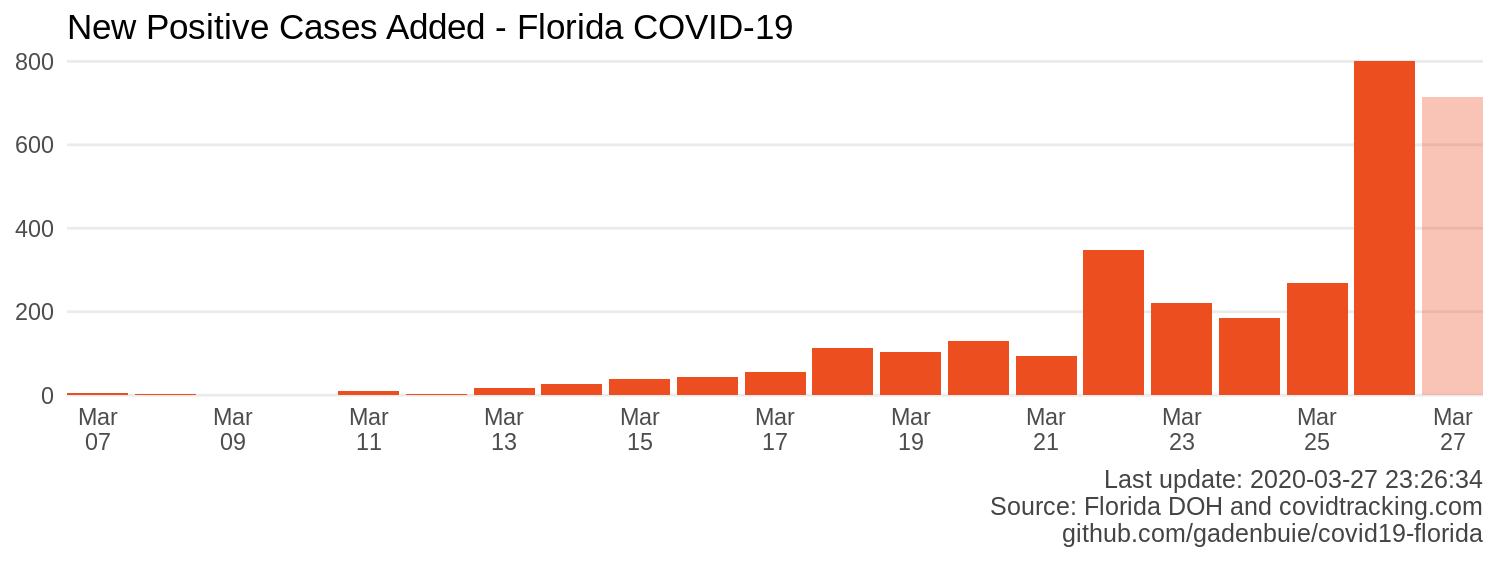 New Positive Cases Added - Florida COVID-19
800
600
400
200
0
Mar Mar Mar Mar Mar Mar Mar Mar Mar Mar Mar
07 09 11 13 15 17 19 21 23 25 27
Last update: 2020-03-27 23:26:34
Source: Florida DOH and covidtracking.com
github.com/gadenbuie/covid19-florida